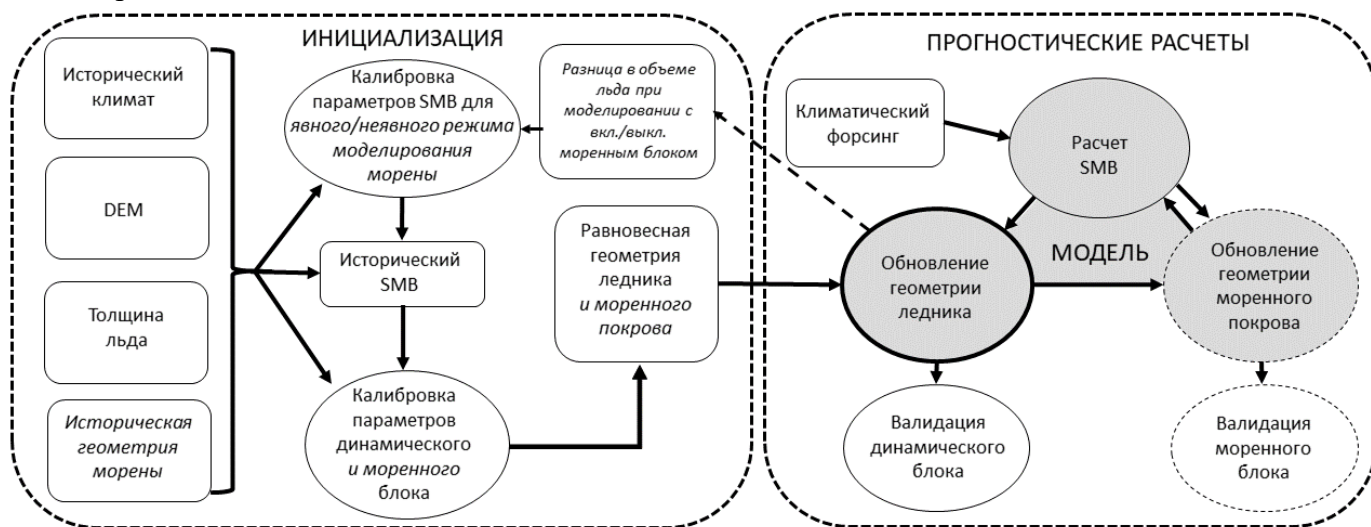 ИНИЦИАЛИЗАЦИЯ
Исторический
климат
DEM
Толщина
льда
Историческая
геометрия
морены
Калибровка
параметров SMB для
явного/неявного режима
моделирования
морены
Исторический
SMB
Калибровка
параметров
динамического
и моренного
блока
Разница в объеме
льда при
моделировании с
вкл./выкл.
моренным блоком
Равновесная
геометрия
ледника
и моренного
покрова
ПРОГНОСТИЧЕСКИЕ РАСЧЕТЫ
Климатический
форсинг
Расчет
SMB
МОДЕЛЬ
Обновление
геометрии
ледника
Обновление
геометрии
моренного
покрова
Валидация
динамического
блока
Валидация
моренного
блока